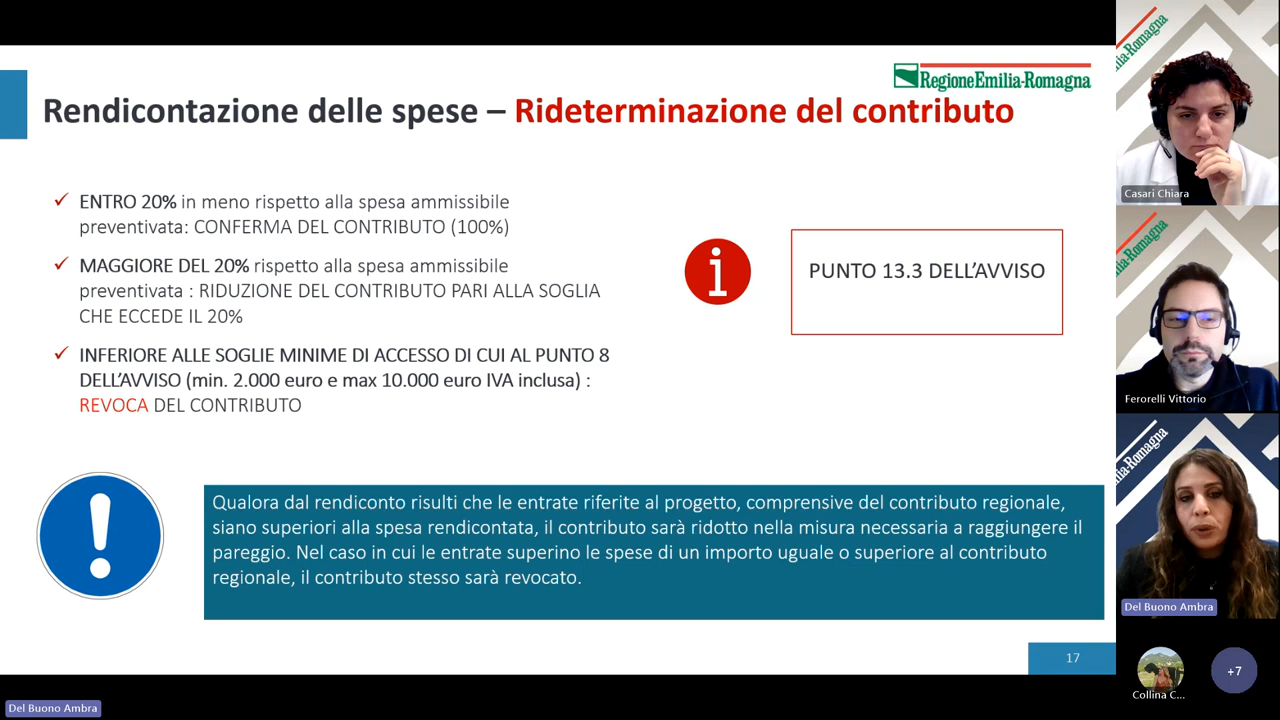 RegioneEmilia-Romagna
Rendicontazione delle spese – Rideterminazione del contributo
ENTRO 20% in meno rispetto alla spesa ammissibile
preventivata: CONFERMA DEL CONTRIBUTO (100%)
MAGGIORE DEL 20% rispetto alla spesa ammissibile
preventivata : RIDUZIONE DEL CONTRIBUTO PARI ALLA SOGLIA
CHE ECCEDE IL 20%
INFERIORE ALLE SOGLIE MINIME DI ACCESSO DI CUI AL PUNTO 8
DELL'AVVISO (min. 2.000 euro e max 10.000 euro IVA inclusa) :
REVOCA DEL CONTRIBUTO
i
PUNTO 13.3 DELL'AVVISO
!
Qualora dal rendiconto risulti che le entrate riferite al progetto, comprensive del contributo regionale,
siano superiori alla spesa rendicontata, il contributo sarà ridotto nella misura necessaria a raggiungere il
pareggio. Nel caso in cui le entrate superino le spese di un importo uguale o superiore al contributo
regionale, il contributo stesso sarà revocato.
17
Del Buono Ambra
Casari Chiara
Ferorelli Vittorio
Del Buono Ambra
Collina C...
+7